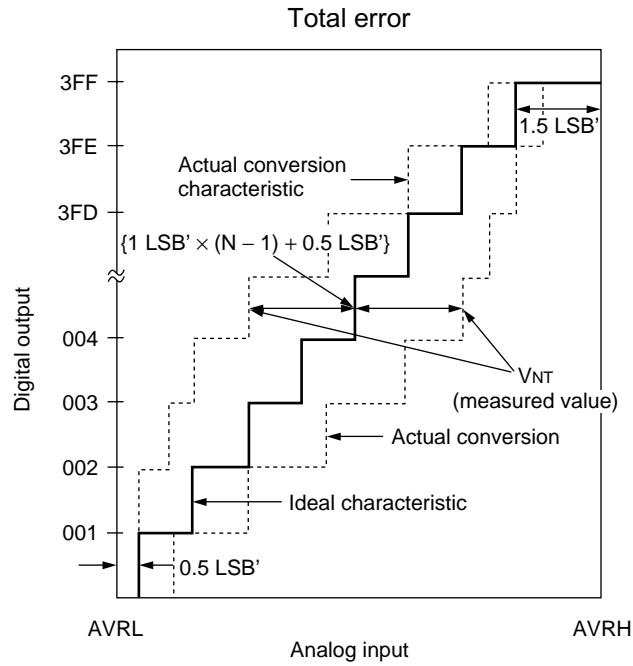 Total error
3FF
3FE
3FD
004
003
002
001
Digital output
1.5 LSB’
Actual conversion
characteristic
{1 LSB’ × (N − 1) + 0.5 LSB’}
VNT
(measured value)
Actual conversion
Ideal characteristic
0.5 LSB’
AVRL
AVRH
Analog input